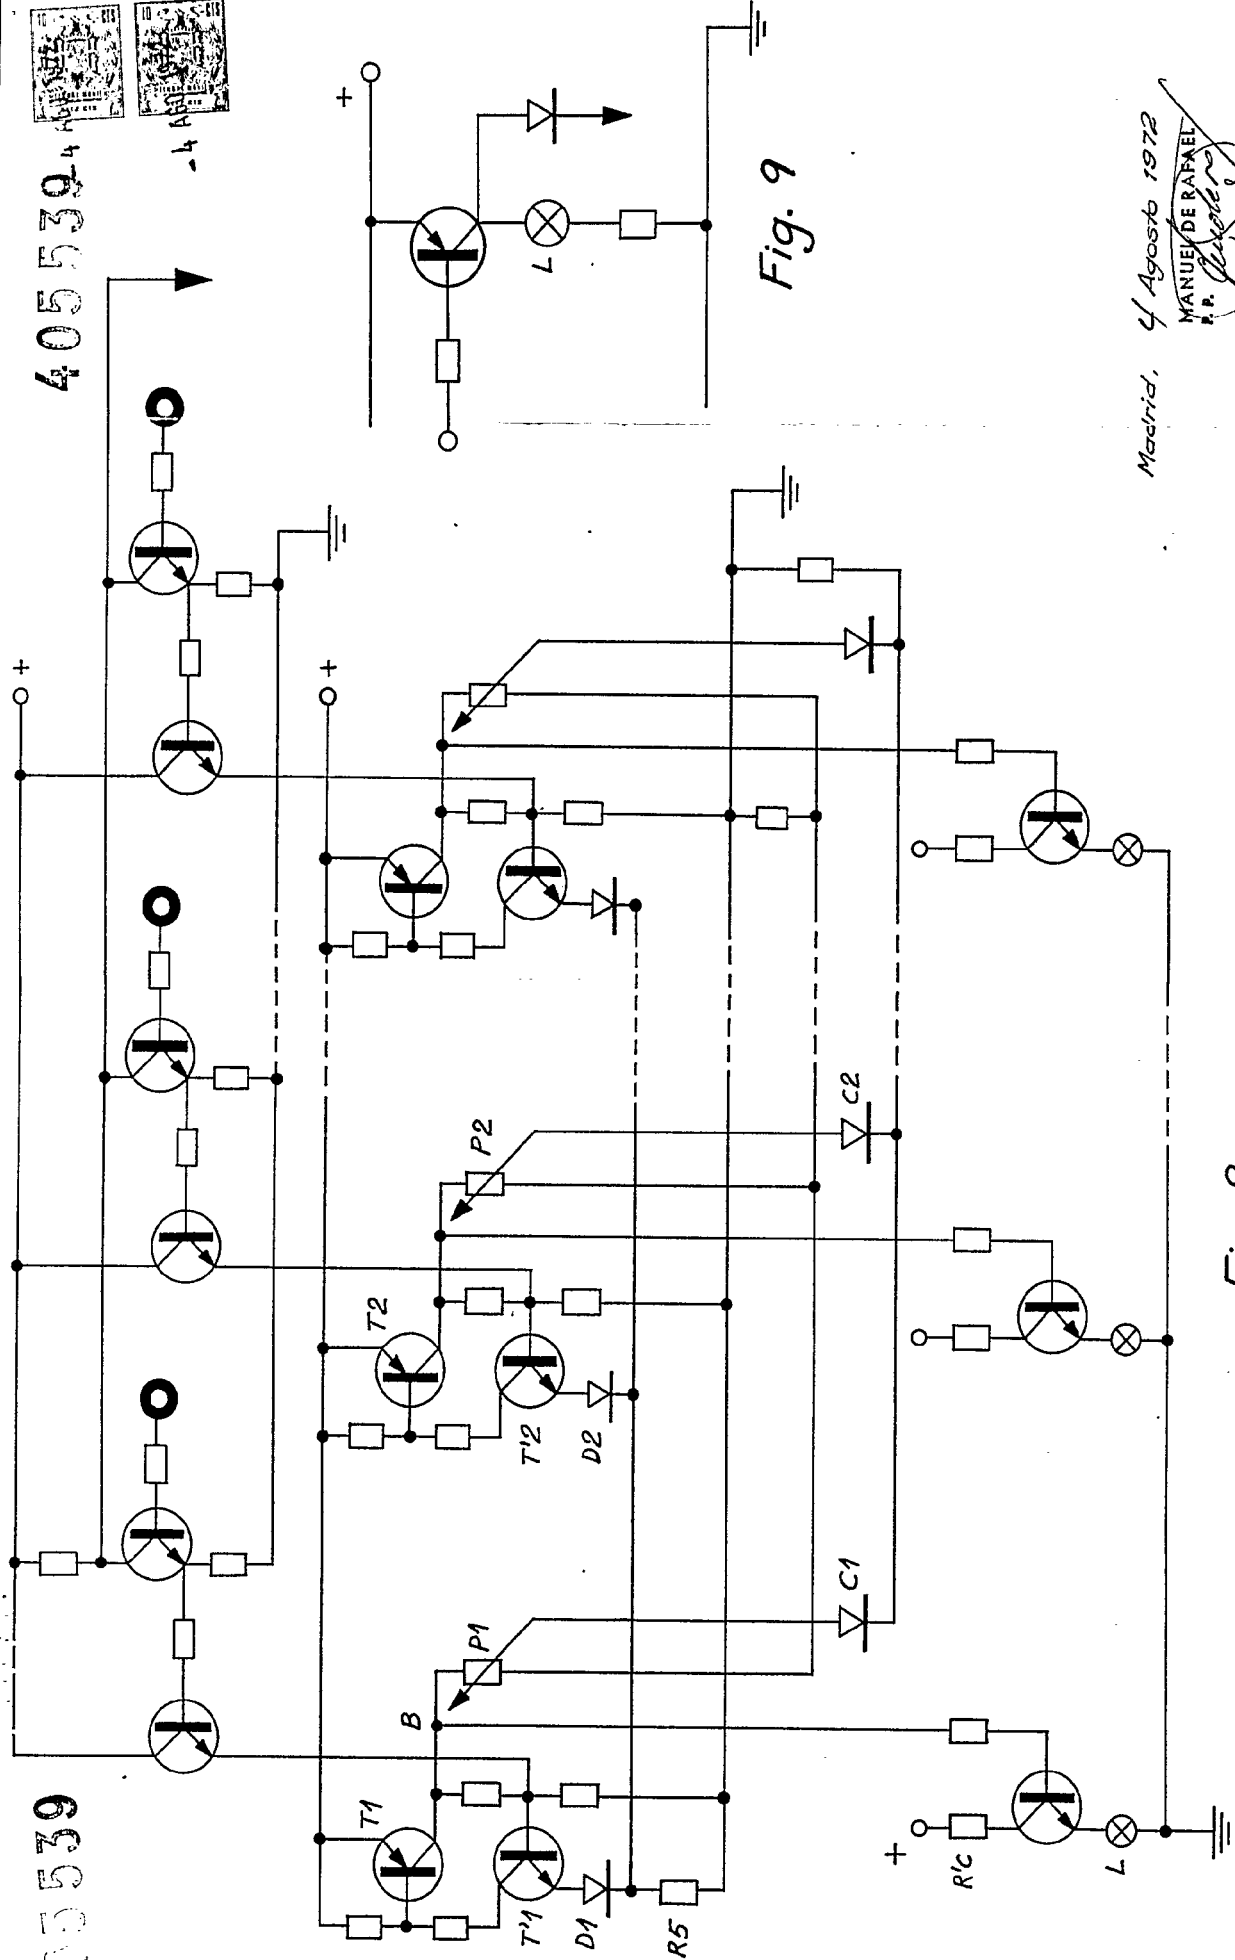 405539
5539
+
+
+
+
L
Fig. 9
T1
T'1
D1
R5
B
P1
C1
T2
T'2
D2
P2
C2
R'C
L
Madrid, 4 Agosto 1972
MANUEL DE RAFAEL
P. P.